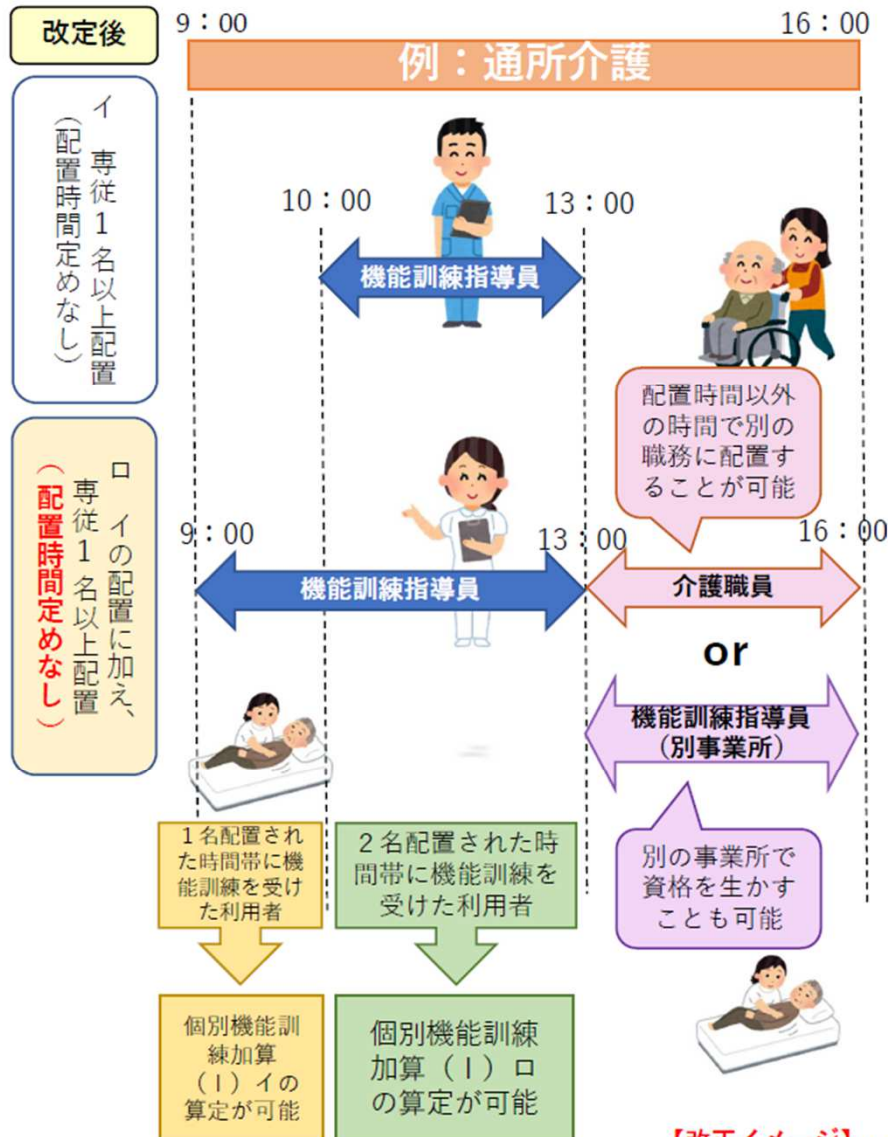 改定後
9：00
16：00
例：通所介護
イ 専従1名以上配置
(配置時間定めなし)
10：00
13：00
機能訓練指導員
配置時間以外
の時間で別の
職務に配置す
ることが可能
ロ イの配置に加え、
専従1名以上配置
(配置時間定めなし)
9：00
13：00
16：00
機能訓練指導員
介護職員
or
機能訓練指導員
（別事業所）
1名配置され
た時間帯に機
能訓練を受け
た利用者
2名配置された時
間帯に機能訓練を
受けた利用者
別の事業所で
資格を生かす
ことも可能
個別機能訓
練加算
（Ⅰ）イの
算定が可能
個別機能訓練
加算（Ⅰ）ロ
の算定が可能